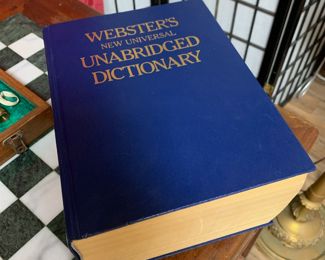 WEBSTER'S
NEW UNIVERSAL
UNABRIDGED
DICTIONARY